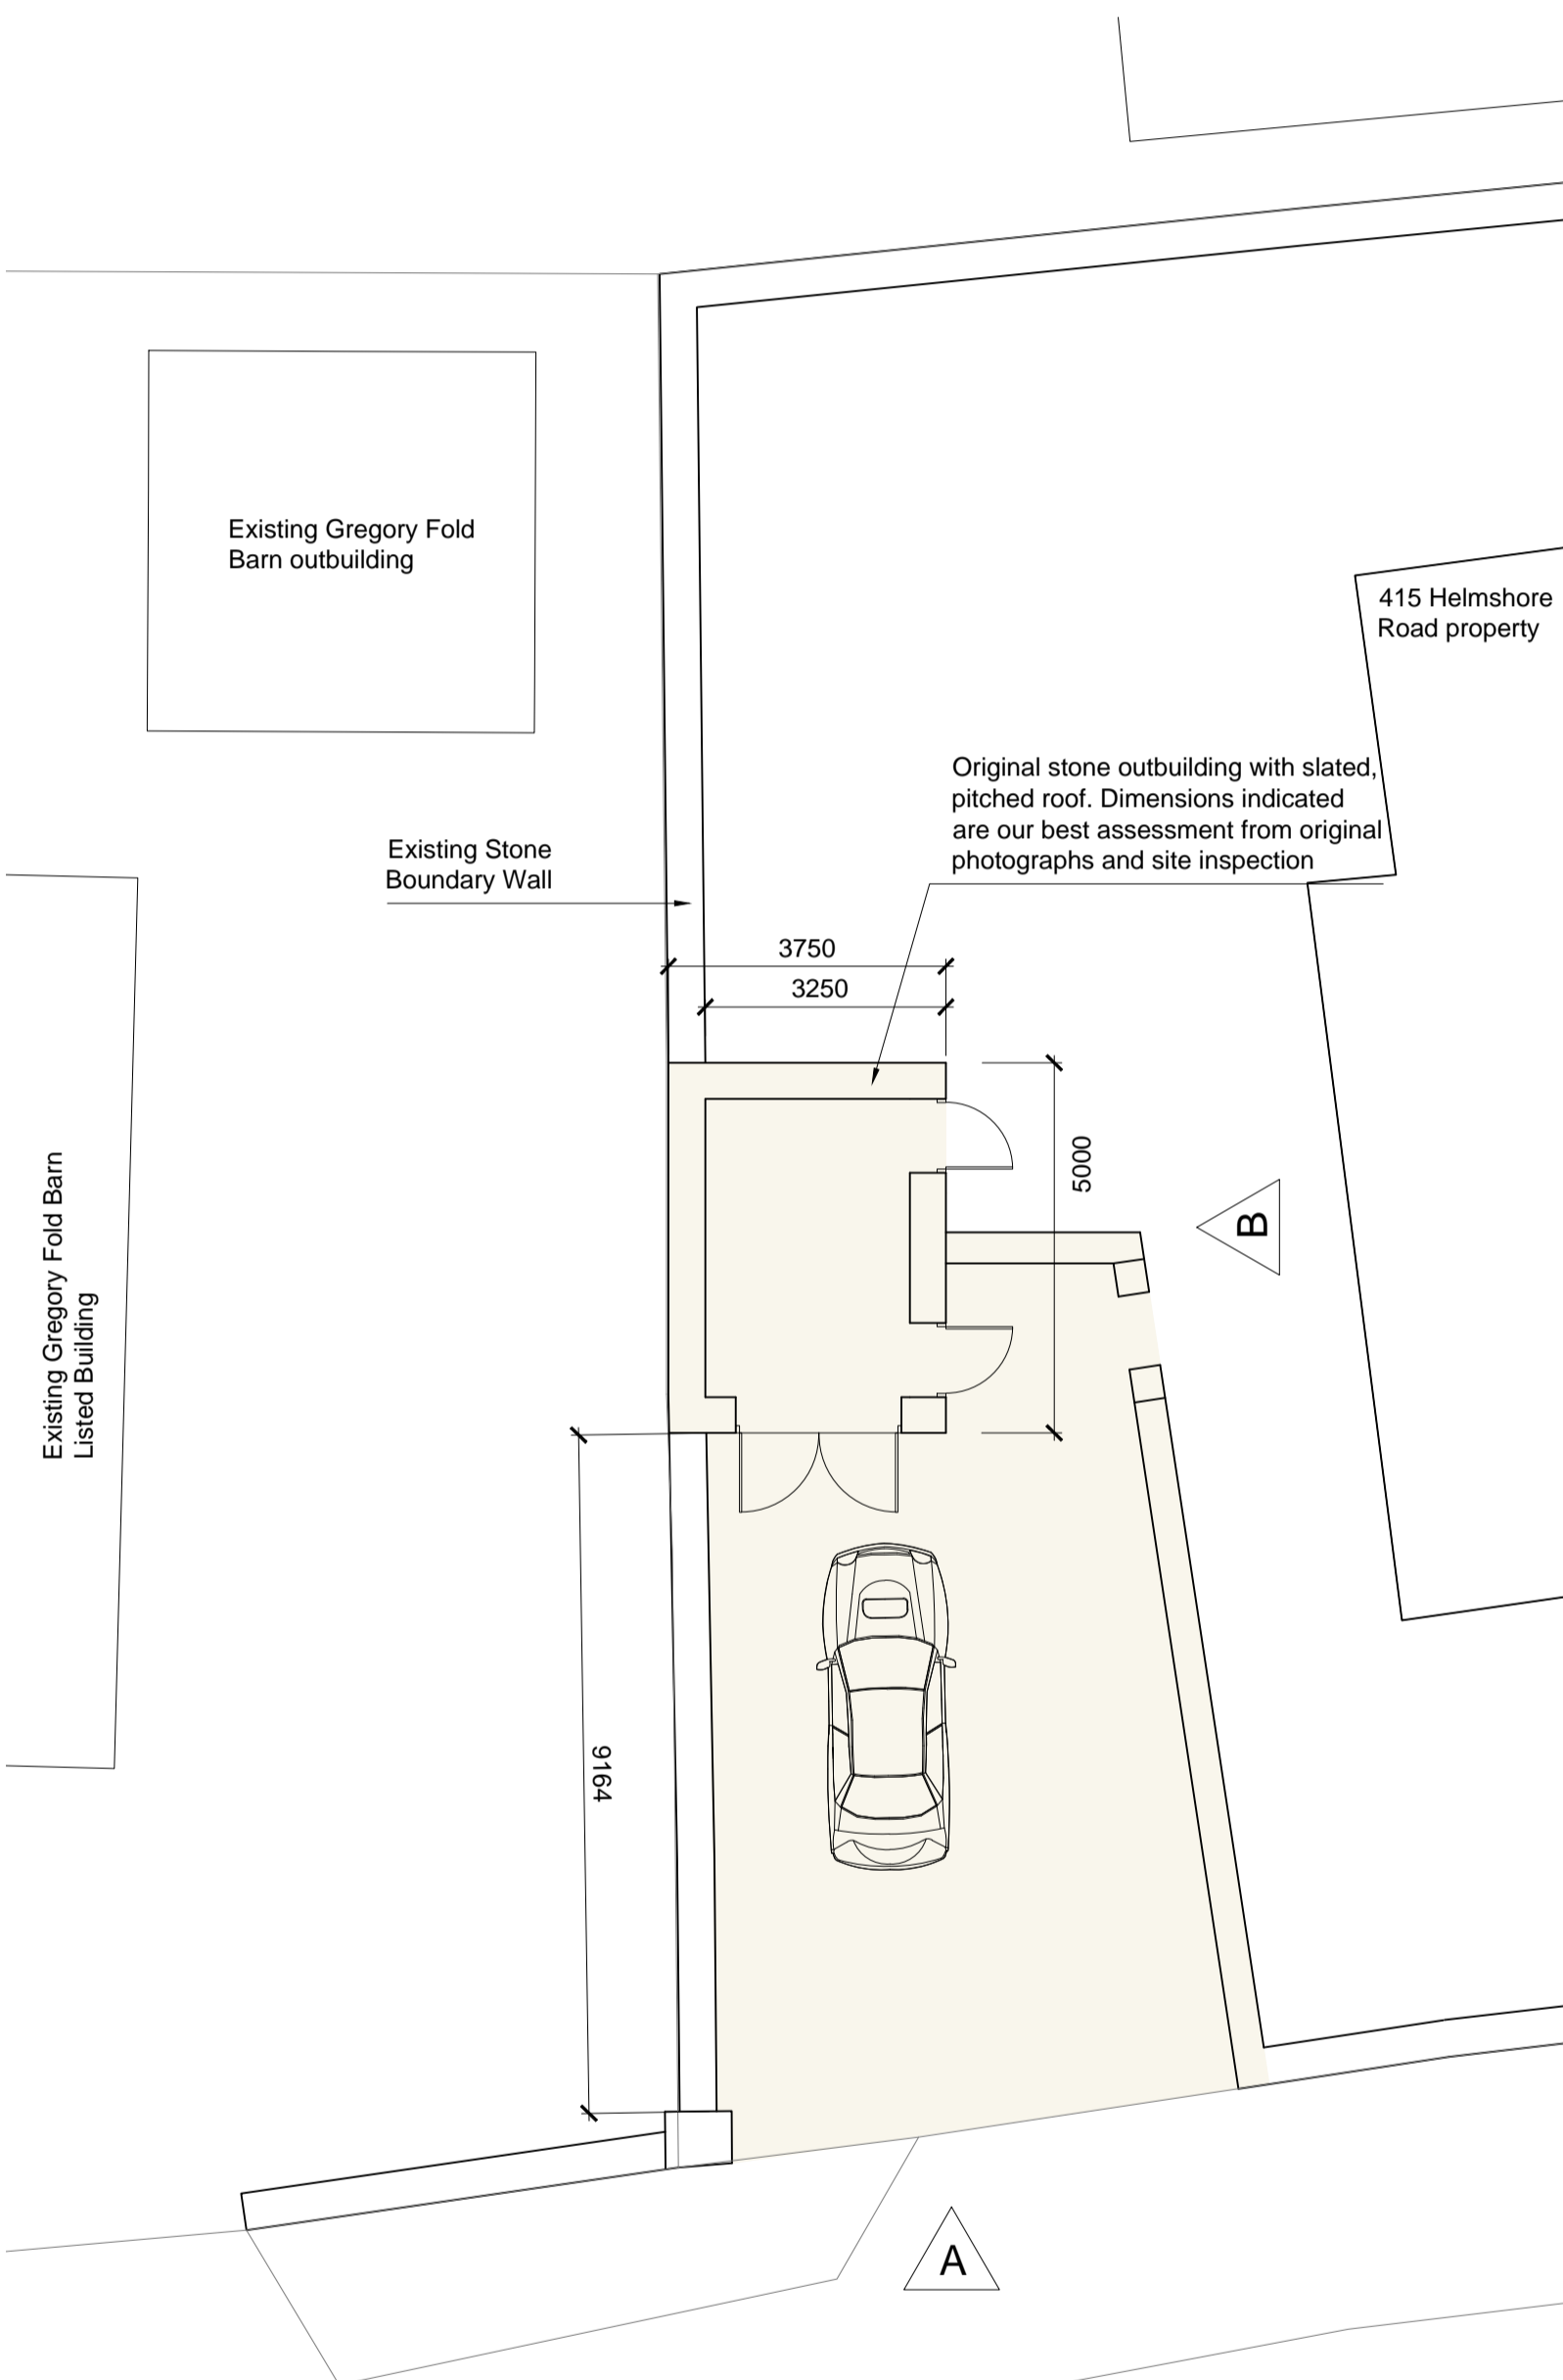 Existing Gregory Fold
Barn outbuilding
415 Helmshore
Road property
Original stone outbuilding with slated,
pitched roof. Dimensions indicated
are our best assessment from original
photographs and site inspection
Existing Stone
Boundary Wall
3750
3250
5000
Existing Gregory Fold Barn
Listed Building
B
9164
A